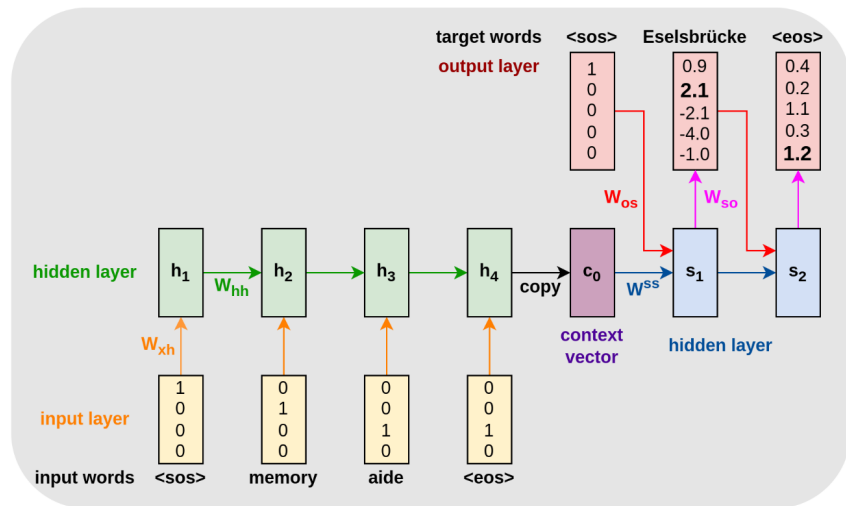 target words <sos> Eselsbrücke <eos>
output layer
1 0.9 0.4
0 2.1 0.2
0 -2.1 1.1
0 -4.0 0.3
0 -1.0 1.2
Wos Wso
hidden layer h1 h2 h3 h4 c0 s1 s2
Whh copy Wss
Wxh context vector hidden layer
input layer
1 0 0 0
0 1 0 0
0 0 1 1
0 0 0 0
input words <sos> memory aide <eos>